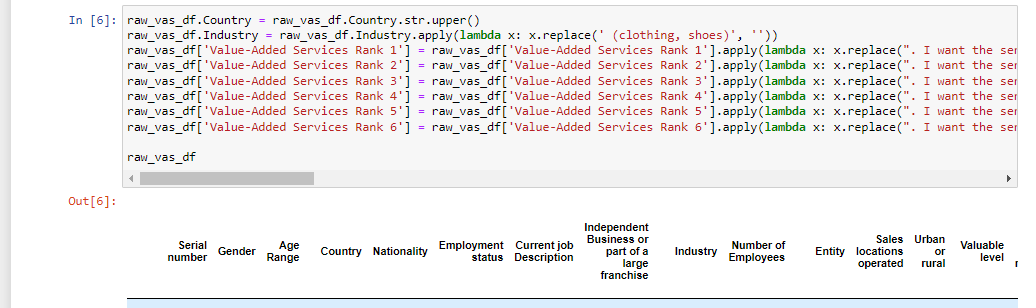 In [6]: raw_vas_df.Country = raw_vas_df.Country.str.upper()
raw_vas_df.Industry = raw_vas_df.Industry.apply(lambda x: x.replace(' (clothing, shoes)', ''))
raw_vas_df['Value-Added Services Rank 1'] = raw_vas_df['Value-Added Services Rank 1'].apply(lambda x: x.replace(". I want the ser
raw_vas_df['Value-Added Services Rank 2'] = raw_vas_df['Value-Added Services Rank 2'].apply(lambda x: x.replace(". I want the ser
raw_vas_df['Value-Added Services Rank 3'] = raw_vas_df['Value-Added Services Rank 3'].apply(lambda x: x.replace(". I want the ser
raw_vas_df['Value-Added Services Rank 4'] = raw_vas_df['Value-Added Services Rank 4'].apply(lambda x: x.replace(". I want the ser
raw_vas_df['Value-Added Services Rank 5'] = raw_vas_df['Value-Added Services Rank 5'].apply(lambda x: x.replace(". I want the ser
raw_vas_df['Value-Added Services Rank 6'] = raw_vas_df['Value-Added Services Rank 6'].apply(lambda x: x.replace(". I want the ser
raw_vas_df
Out[6]:
Serial
number
Gender
Age
Range
Country
Nationality
Employment
status
Current job
Description
Independent
Business or
part of a
large
franchise
Industry
Number of
Employees
Entity
Sales
locations
operated
Urban
or
rural
Valuable
level